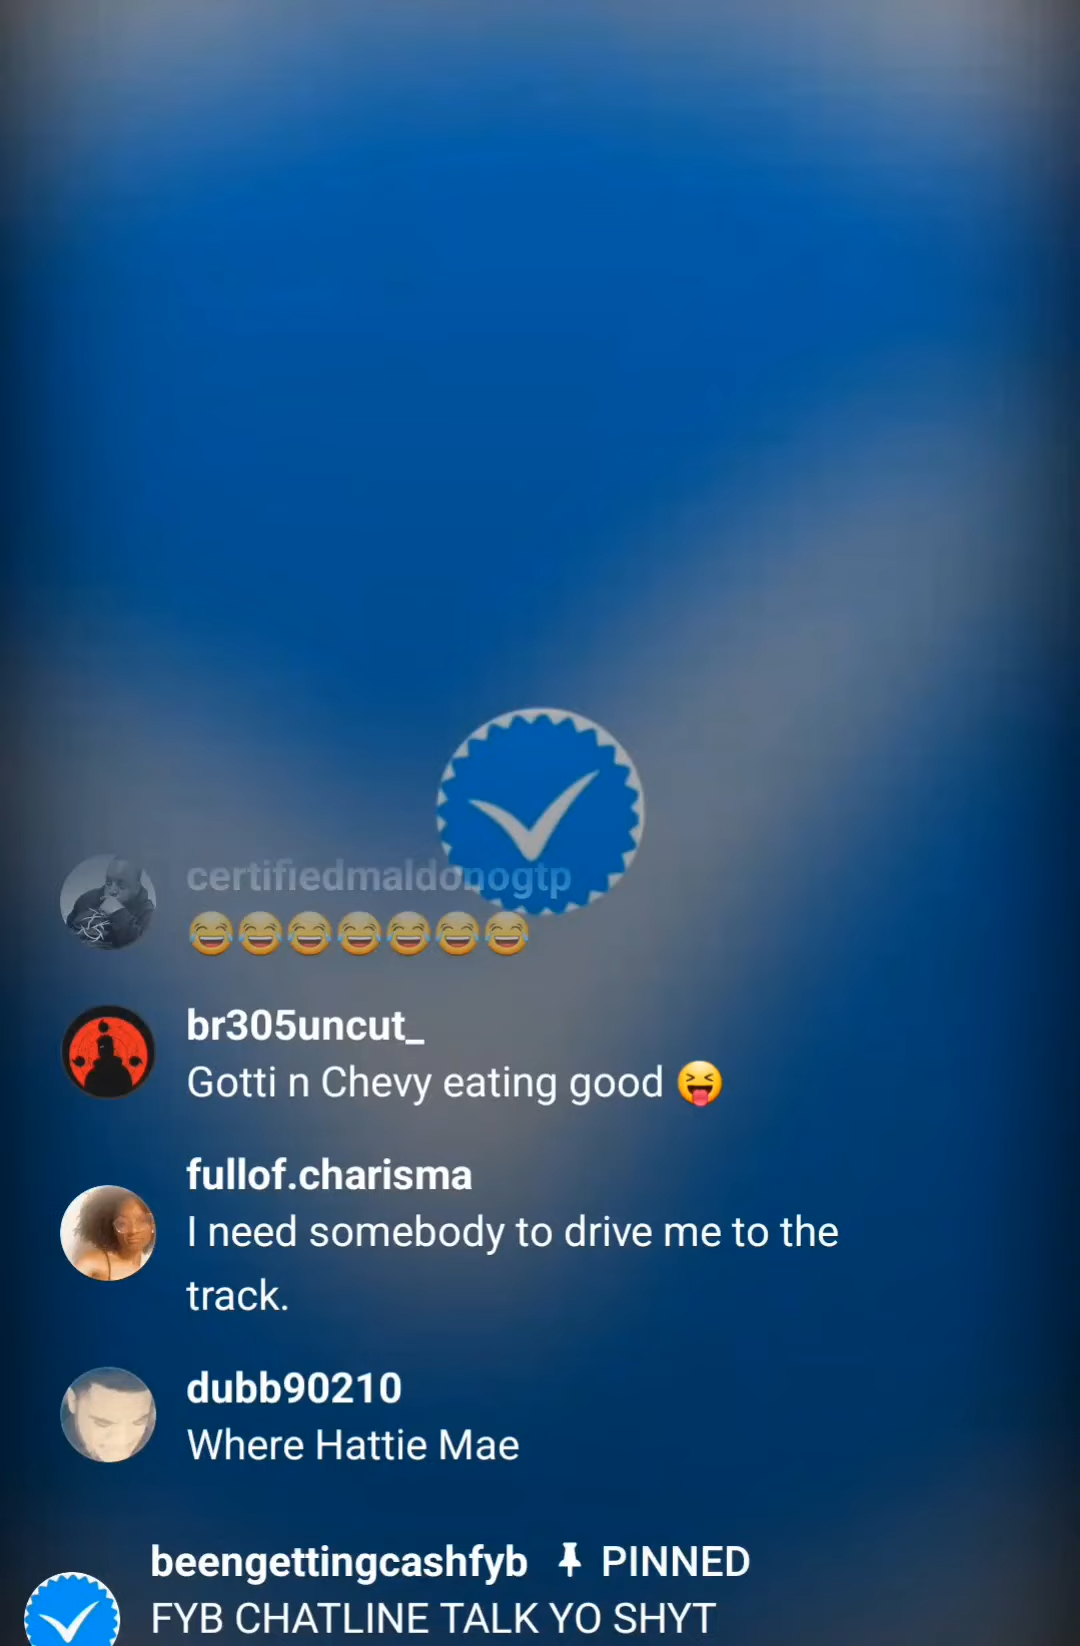 certifiedmaldonogtp
😂😂😂😂😂😂😂
br305uncut_
Gotti n Chevy eating good 😝
fullof.charisma
I need somebody to drive me to the
track.
dubb90210
Where Hattie Mae
beengettingcashfyb 📌 PINNED
FYB CHATLINE TALK YO SHYT